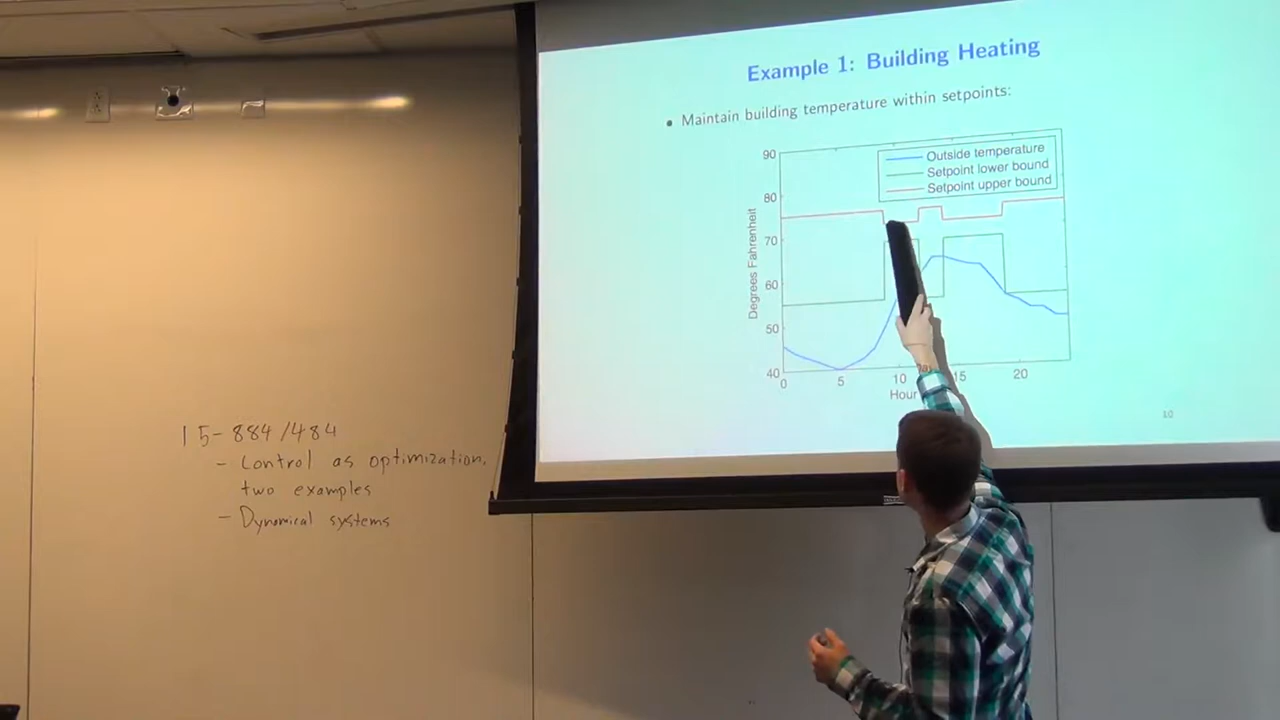 Example 1: Building Heating
• Maintain building temperature within setpoints:
Outside temperature
Setpoint lower bound
Setpoint upper bound
Degrees Fahrenheit
90
80
70
60
50
40
0 5 10 15 20
Hour
10
15-884/484
- Control as optimization,
two examples
- Dynamical systems